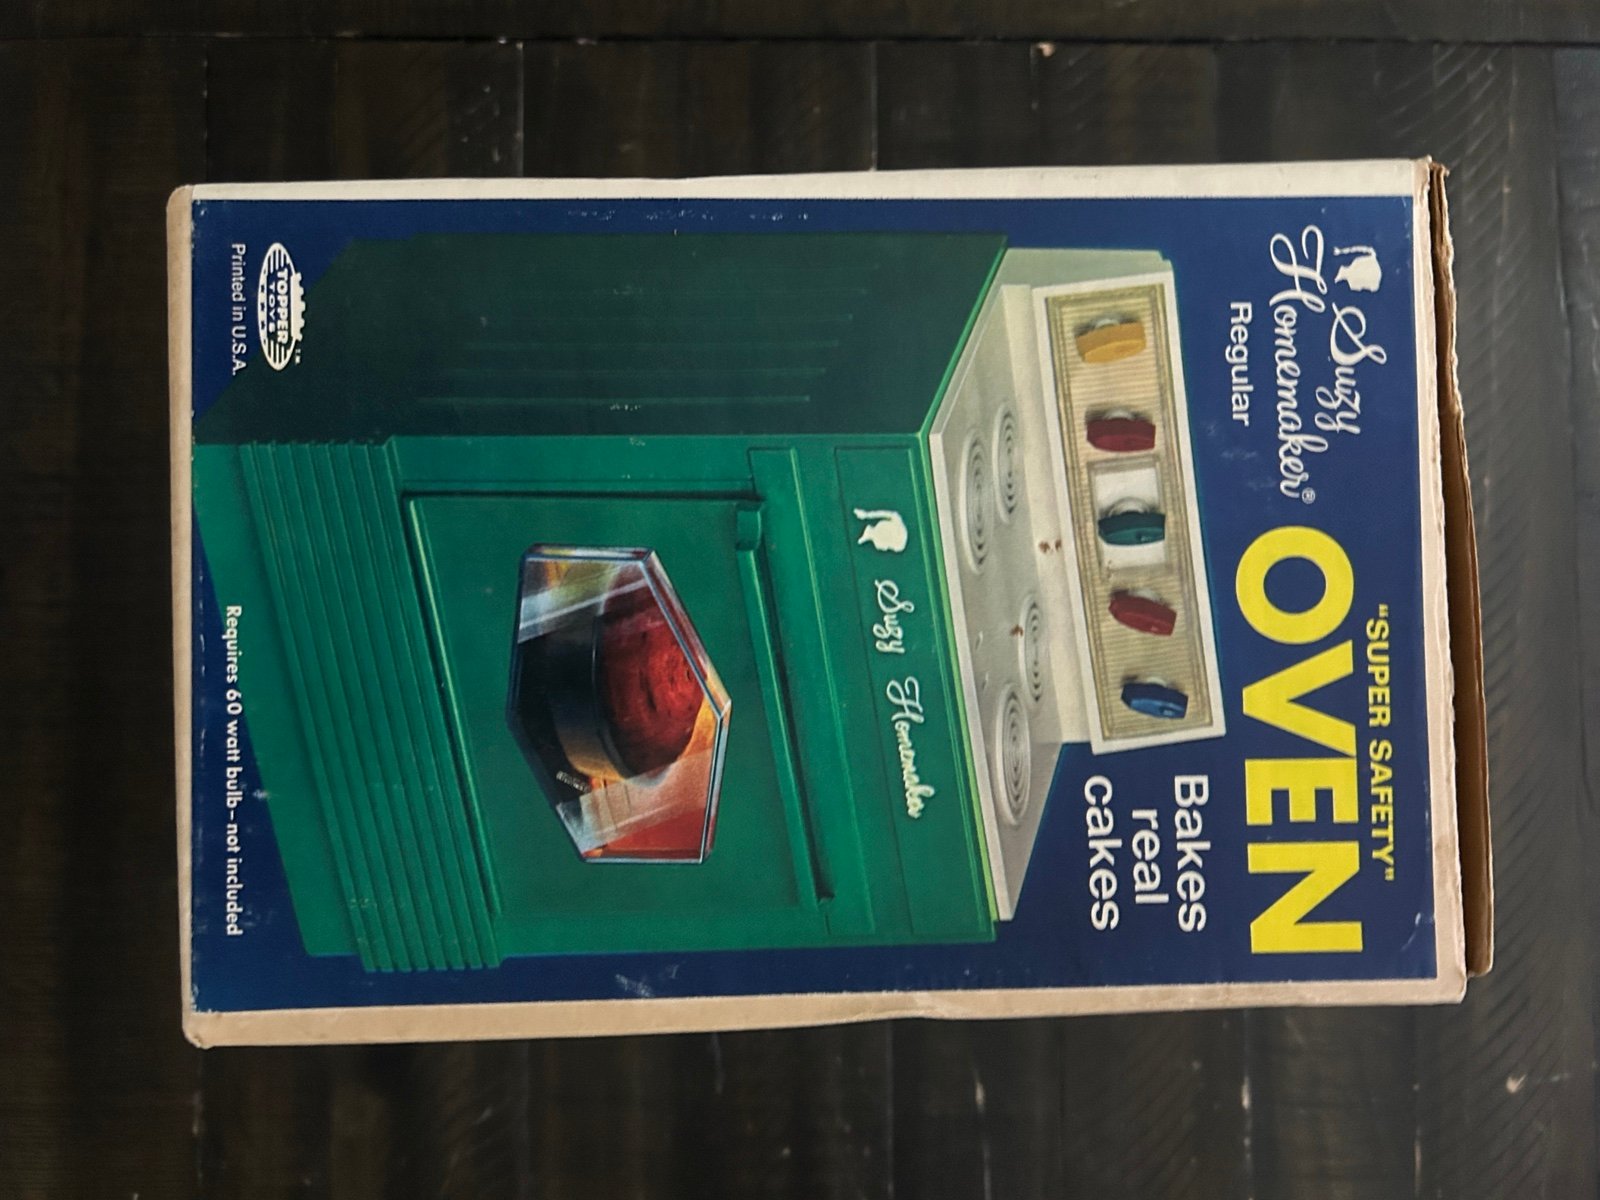 "SUPER SAFETY"
Suzy
Homemaker® OVEN
Regular
Bakes
real
cakes
Suzy Homemaker
TOPPER
TOYS
T.M.
Printed in U.S.A.
Requires 60 watt bulb – not included